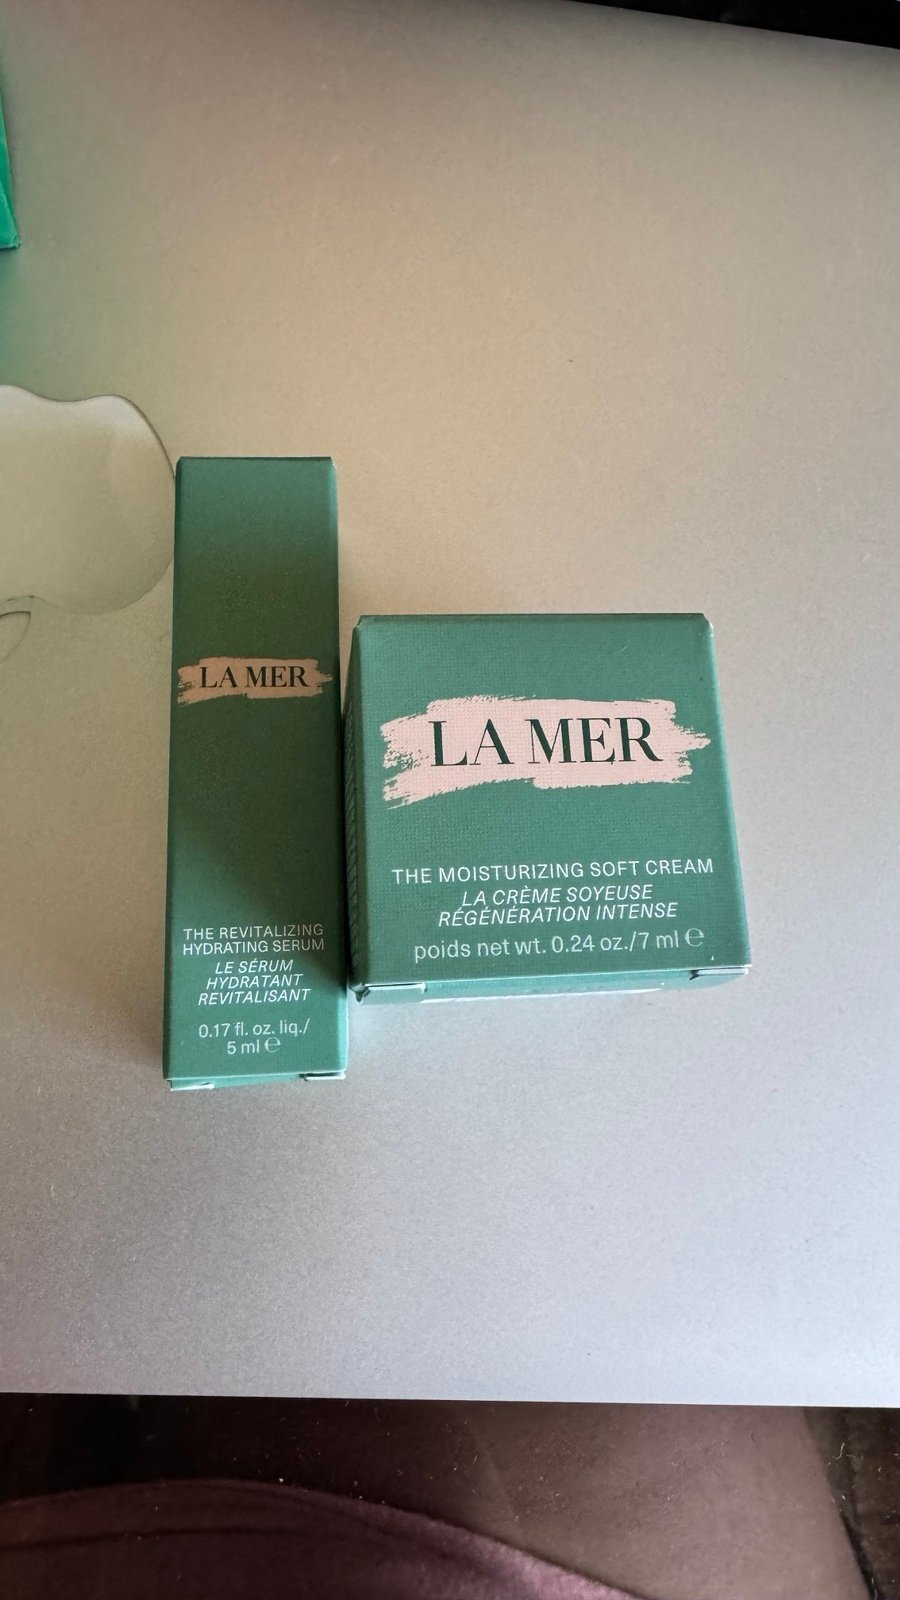 LA MER
THE REVITALIZING
HYDRATING SERUM
LE SÉRUM
HYDRATANT
REVITALISANT
0.17 fl. oz. liq./
5 ml ℮
LA MER
THE MOISTURIZING SOFT CREAM
LA CRÈME SOYEUSE
RÉGÉNÉRATION INTENSE
poids net wt. 0.24 oz./7 ml ℮